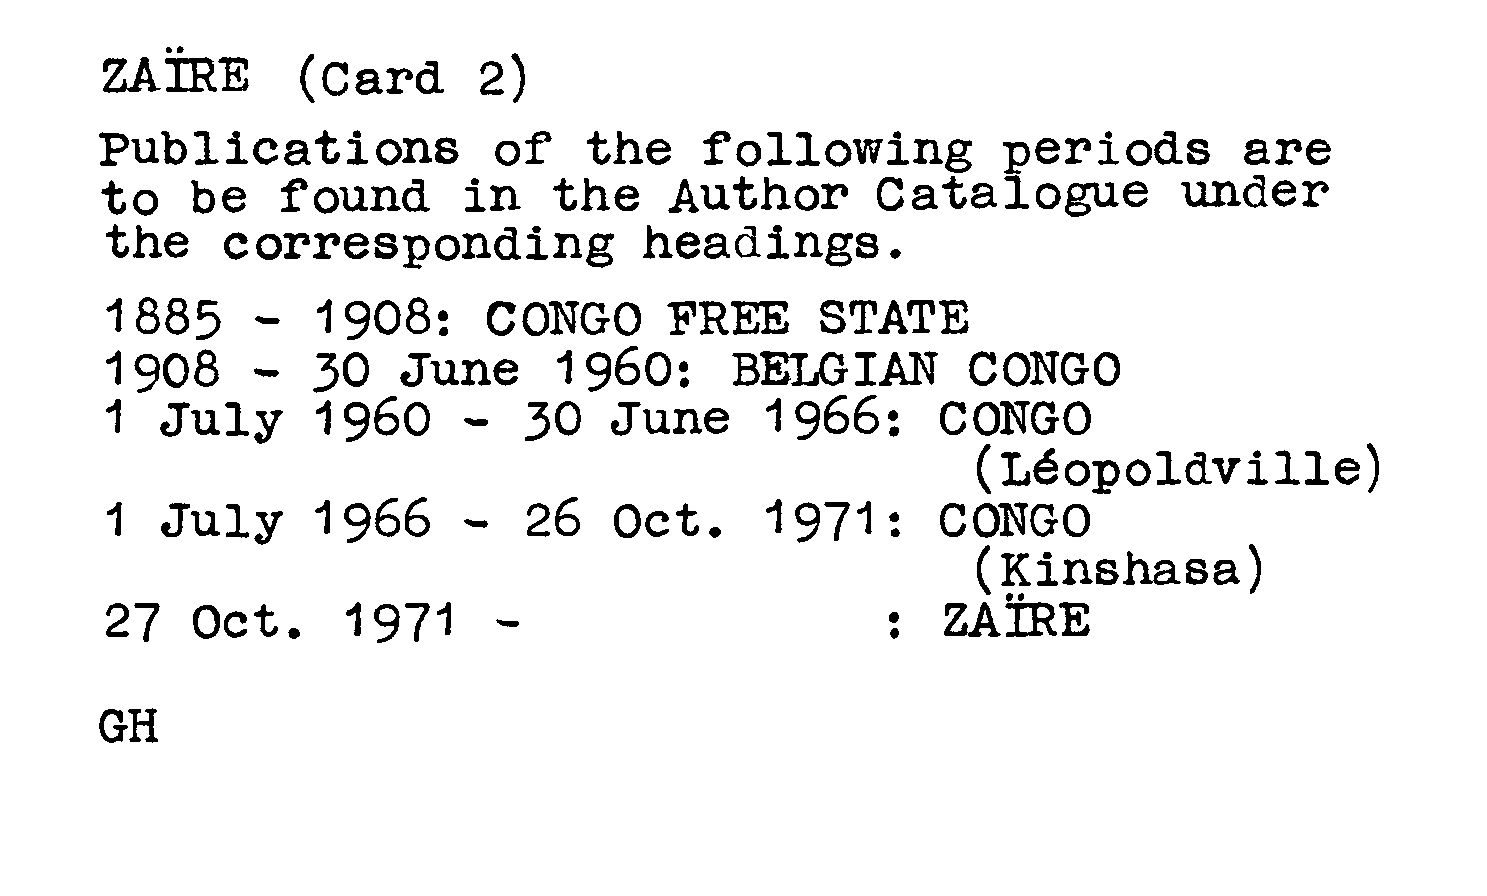 ZAÏRE (Card 2)
Publications of the following periods are
to be found in the Author Catalogue under
the corresponding headings.
1885 - 1908: CONGO FREE STATE
1908 - 30 June 1960: BELGIAN CONGO
1 July 1960 - 30 June 1966: CONGO
(Léopoldville)
1 July 1966 - 26 Oct. 1971: CONGO
(Kinshasa)
27 Oct. 1971 - : ZAÏRE
GH